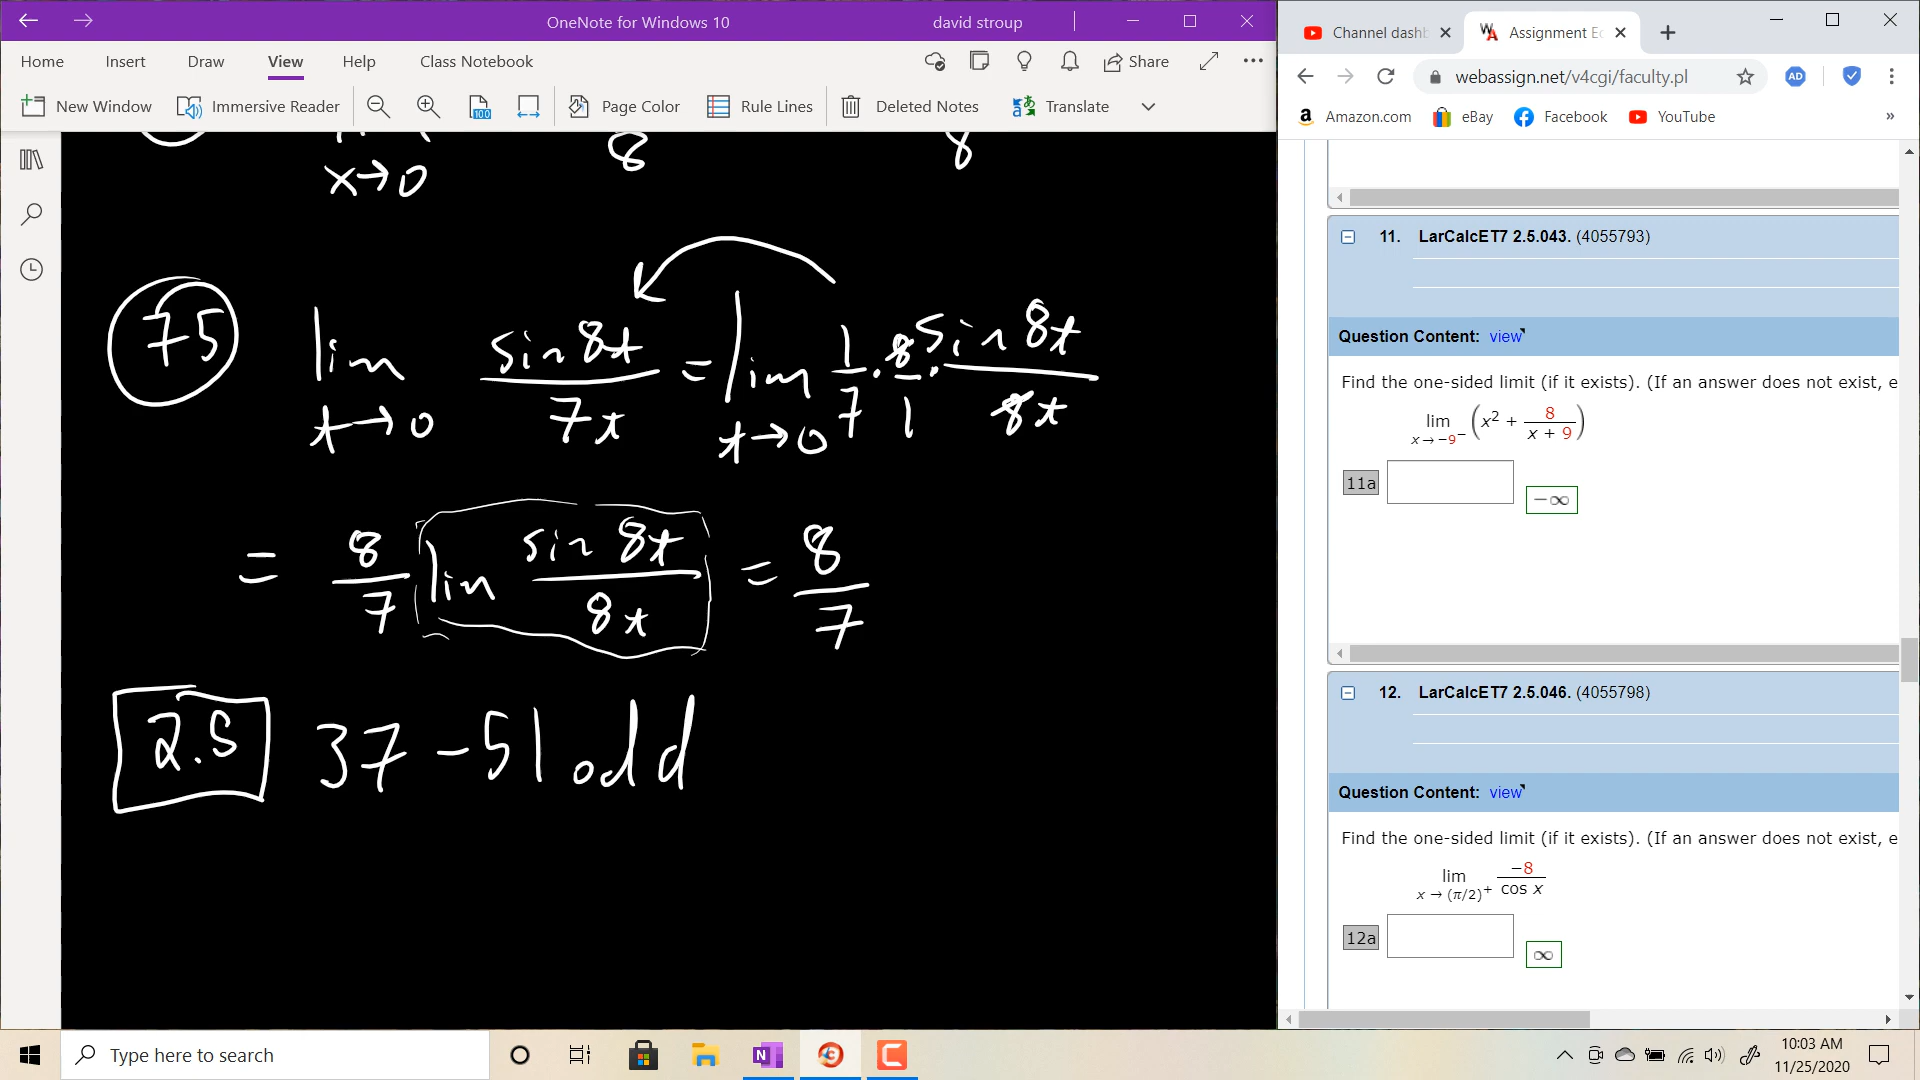 OneNote for Windows 10
david stroup
Home Insert Draw View Help Class Notebook
Share
New Window Immersive Reader 100 Page Color Rule Lines Deleted Notes Translate
x→0 8 8
75 lim t→0 sin 8t / 7t = lim t→0 1/7 · 8/1 · sin 8t / 8t
= 8/7 lim sin 8t / 8t = 8/7
2.5 37-51 odd
Channel dashb
Assignment Ec
webassign.net/v4cgi/faculty.pl
AD
Amazon.com eBay Facebook YouTube »
11. LarCalcET7 2.5.043. (4055793)
Question Content: view
Find the one-sided limit (if it exists). (If an answer does not exist, e
lim x → −9⁻ (x² + 8 / x + 9)
11a
−∞
12. LarCalcET7 2.5.046. (4055798)
Question Content: view
Find the one-sided limit (if it exists). (If an answer does not exist, e
lim x → (π/2)⁺ −8 / cos x
12a
∞
Type here to search
10:03 AM
11/25/2020